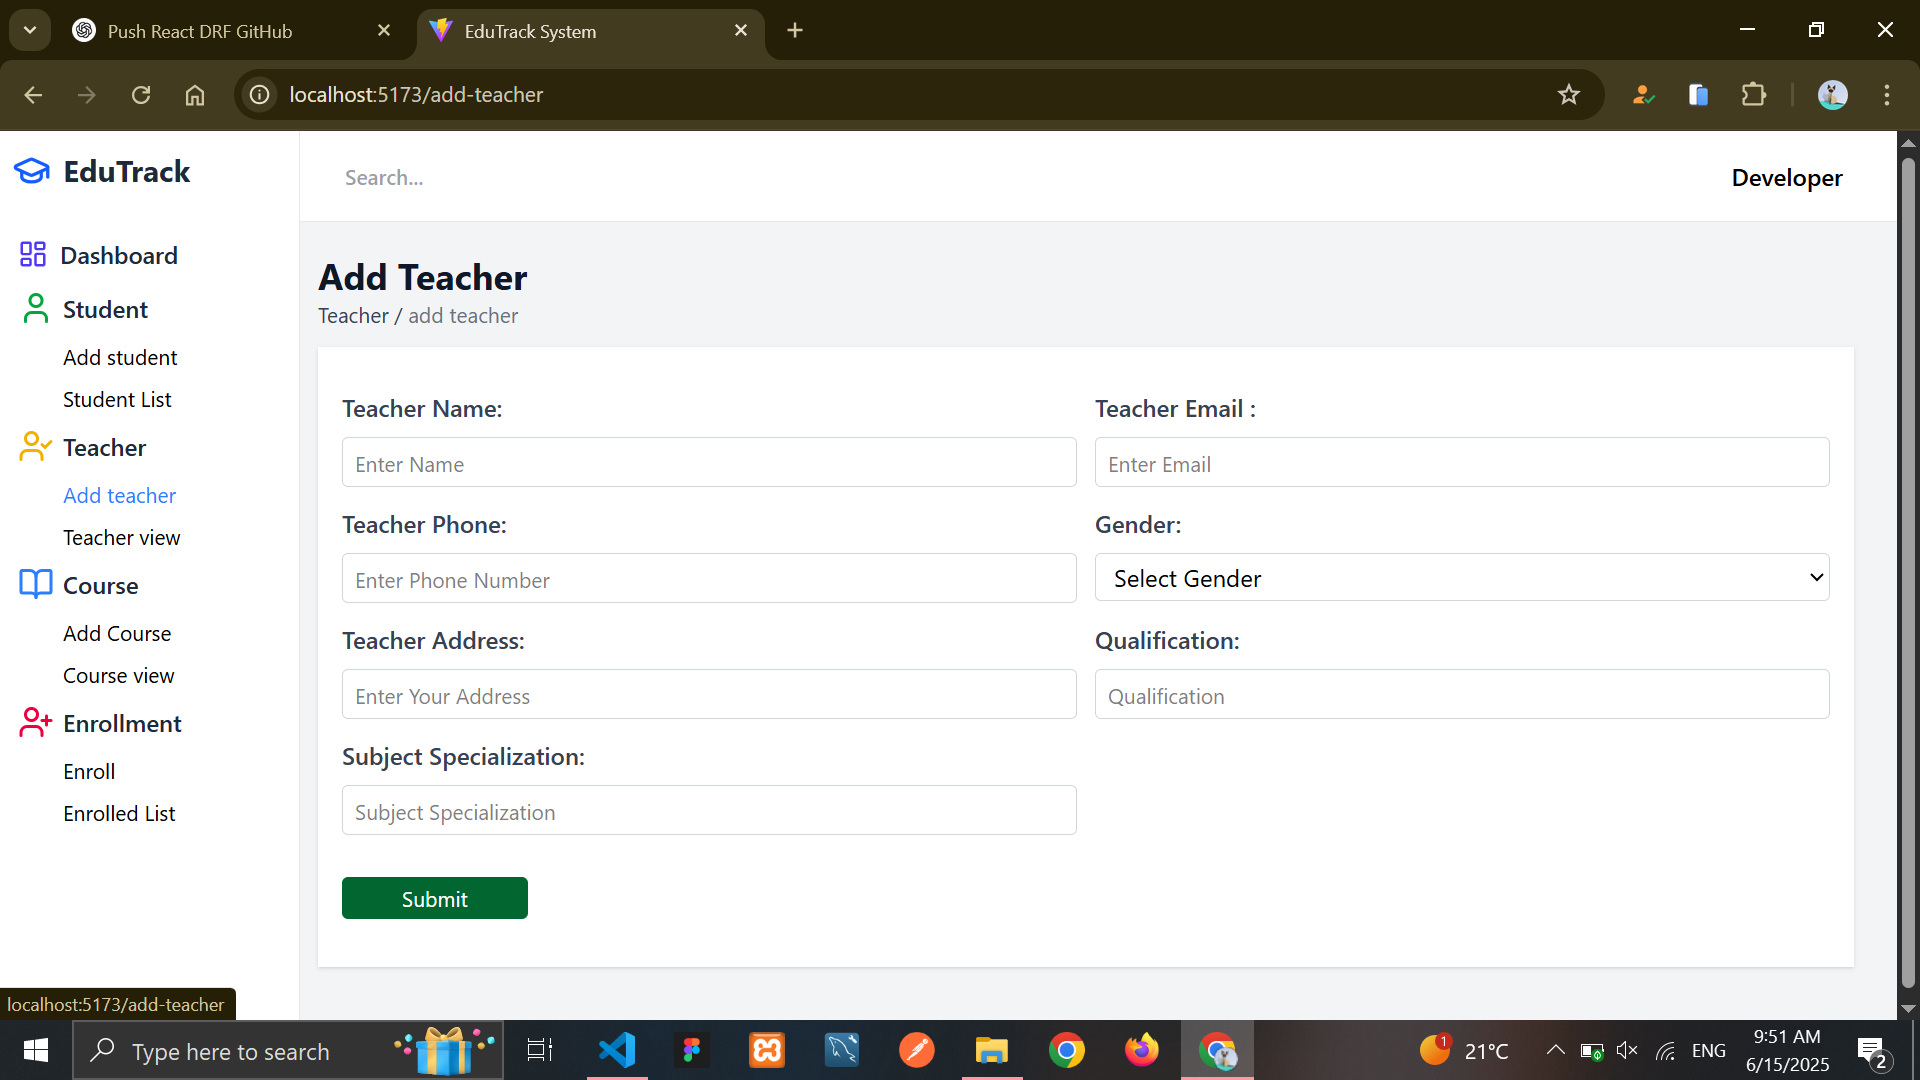 Push React DRF GitHub
EduTrack System
localhost:5173/add-teacher
EduTrack
Search...
Developer
Dashboard
Student
Add student
Student List
Teacher
Add teacher
Teacher view
Course
Add Course
Course view
Enrollment
Enroll
Enrolled List
Add Teacher
Teacher / add teacher
Teacher Name:
Enter Name
Teacher Email :
Enter Email
Teacher Phone:
Enter Phone Number
Gender:
Select Gender
Teacher Address:
Enter Your Address
Qualification:
Qualification
Subject Specialization:
Subject Specialization
Submit
localhost:5173/add-teacher
Type here to search
1
21°C
ENG
9:51 AM
6/15/2025
2